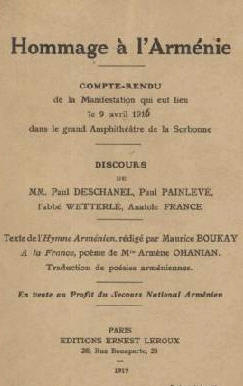 Hommage à l'Arménie
COMPTE-RENDU
de la Manifestation qui eut lieu
le 9 avril 1916
dans le grand Amphithéâtre de la Sorbonne
DISCOURS
DE
MM. Paul DESCHANEL, Paul PAINLEVÉ,
l'abbé WETTERLÉ, Anatole FRANCE
Texte de l'Hymne Arménien, rédigé par Maurice BOUKAY
A la France, poème de Mme Armène OHANIAN.
Traduction de poésies arméniennes.
En vente au Profit du Secours National Arménien
PARIS
EDITIONS ERNEST LEROUX
28, Rue Bonaparte, 28
1917